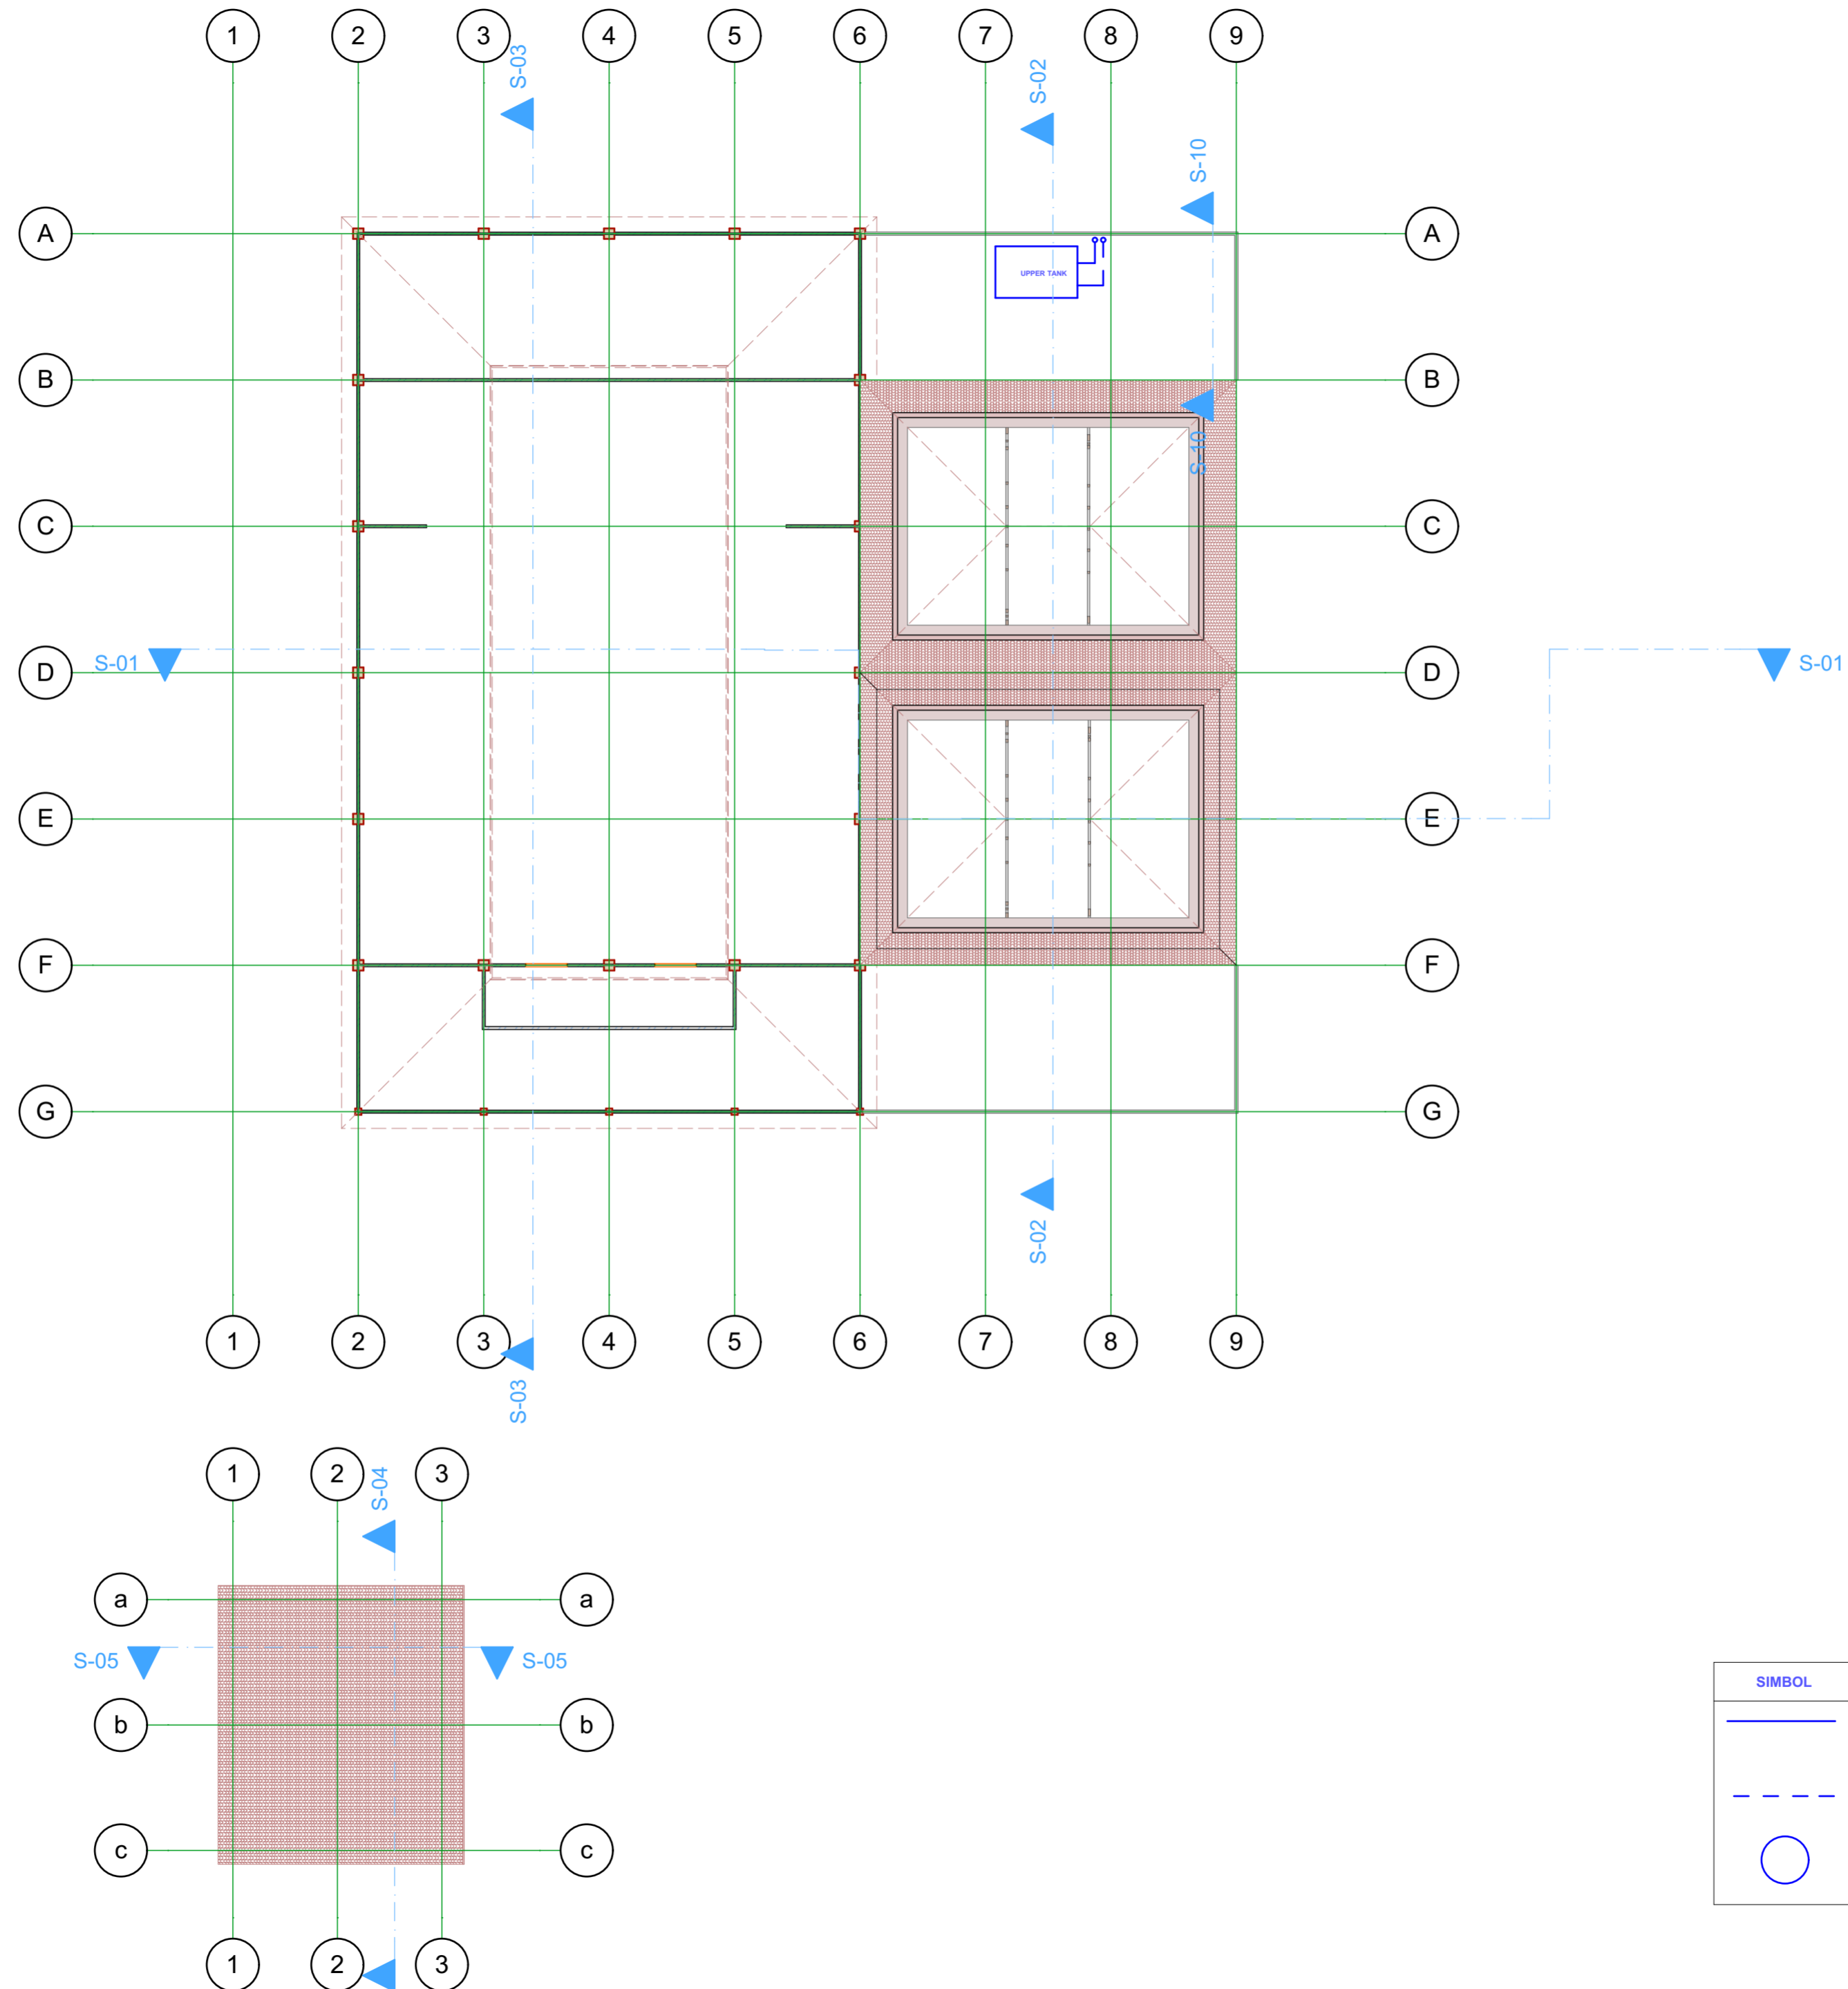 1 2 3 4 5 6 7 8 9
S-03
S-02
S-10
A A
UPPER TANK
B B
S-10
C C
S-01 S-01
D D
E E
F F
G G
S-02
1 2 3 4 5 6 7 8 9
S-03
1 2 3
S-04
a a
S-05 S-05
b b
c c
1 2 3
SIMBOL